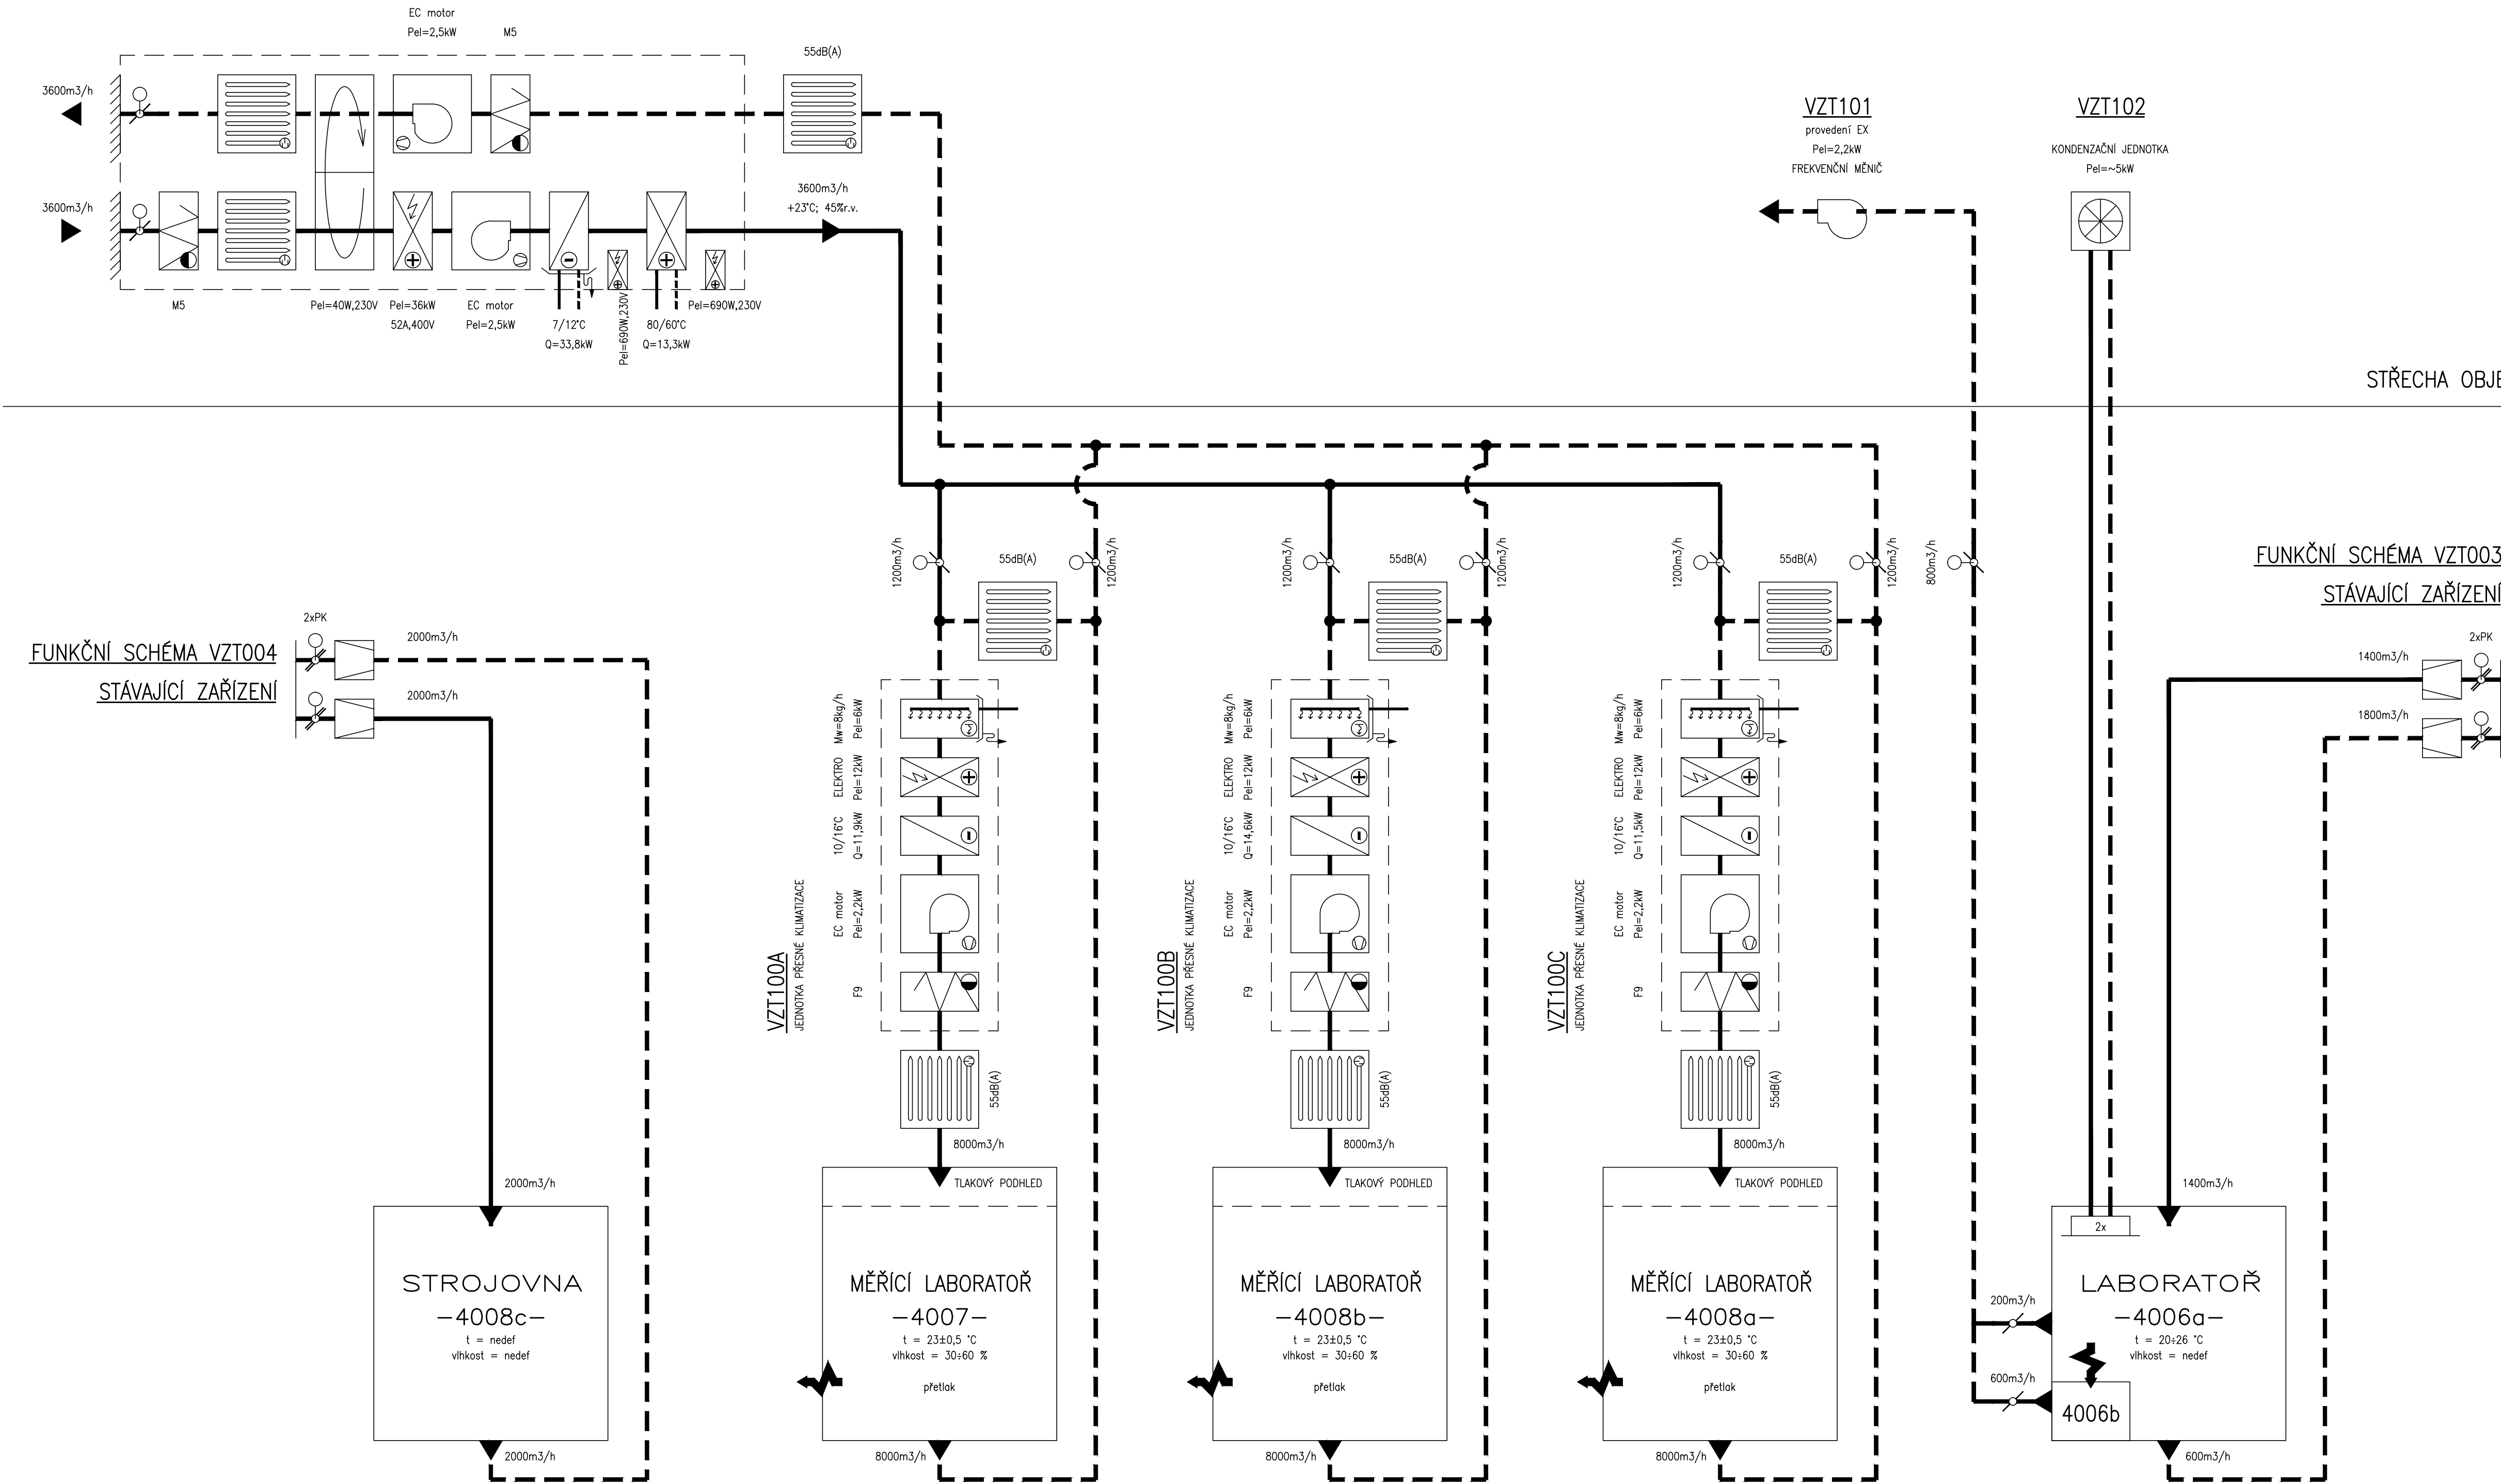 EC motor
Pel=2,5kW
M5
55dB(A)
3600m3/h
3600m3/h
3600m3/h
+23°C; 45%r.v.
M5
Pel=40W,230V
Pel=36kW
52A,400V
EC motor
Pel=2,5kW
7/12°C
Q=33,8kW
Pel=690W,230V
80/60°C
Q=13,3kW
Pel=690W,230V
VZT101
provedení EX
Pel=2,2kW
FREKVENČNÍ MĚNIČ
VZT102
KONDENZAČNÍ JEDNOTKA
Pel=~5kW
STŘECHA OBJE
FUNKČNÍ SCHÉMA VZT004
STÁVAJÍCÍ ZAŘÍZENÍ
2xPK
2000m3/h
2000m3/h
2000m3/h
STROJOVNA
-4008c-
t = nedef
vlhkost = nedef
2000m3/h
1200m3/h
55dB(A)
1200m3/h
Mw=8kg/h
Pel=6kW
ELEKTRO
Pel=12kW
10/16°C
Q=11,9kW
EC motor
Pel=2,2kW
F9
VZT100A
JEDNOTKA PŘESNÉ KLIMATIZACE
55dB(A)
8000m3/h
TLAKOVÝ PODHLED
MĚŘÍCÍ LABORATOŘ
-4007-
t = 23±0,5 °C
vlhkost = 30÷60 %
přetlak
8000m3/h
1200m3/h
55dB(A)
1200m3/h
Mw=8kg/h
Pel=6kW
ELEKTRO
Pel=12kW
10/16°C
Q=14,6kW
EC motor
Pel=2,2kW
F9
VZT100B
JEDNOTKA PŘESNÉ KLIMATIZACE
55dB(A)
8000m3/h
TLAKOVÝ PODHLED
MĚŘÍCÍ LABORATOŘ
-4008b-
t = 23±0,5 °C
vlhkost = 30÷60 %
přetlak
8000m3/h
1200m3/h
55dB(A)
1200m3/h
Mw=8kg/h
Pel=6kW
ELEKTRO
Pel=12kW
10/16°C
Q=11,5kW
EC motor
Pel=2,2kW
F9
VZT100C
JEDNOTKA PŘESNÉ KLIMATIZACE
55dB(A)
8000m3/h
TLAKOVÝ PODHLED
MĚŘÍCÍ LABORATOŘ
-4008a-
t = 23±0,5 °C
vlhkost = 30÷60 %
přetlak
8000m3/h
800m3/h
FUNKČNÍ SCHÉMA VZT003
STÁVAJÍCÍ ZAŘÍZENÍ
2xPK
1400m3/h
1800m3/h
1400m3/h
2x
LABORATOŘ
-4006a-
t = 20÷26 °C
vlhkost = nedef
200m3/h
600m3/h
4006b
600m3/h